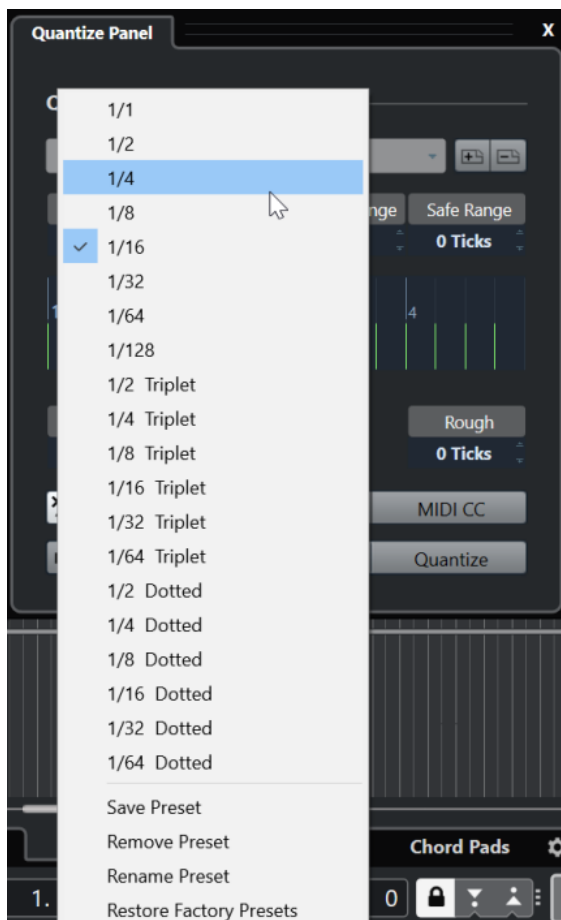 Quantize Panel
X
1/1
1/2
1/4
1/8
nge
Safe Range
1/16
0 Ticks
1/32
1/64
4
1/128
1/2 Triplet
1/4 Triplet
Rough
1/8 Triplet
0 Ticks
1/16 Triplet
MIDI CC
1/32 Triplet
1/64 Triplet
Quantize
1/2 Dotted
1/4 Dotted
1/8 Dotted
1/16 Dotted
1/32 Dotted
1/64 Dotted
Save Preset
Remove Preset
Chord Pads
Rename Preset
1.
0
Restore Factory Presets